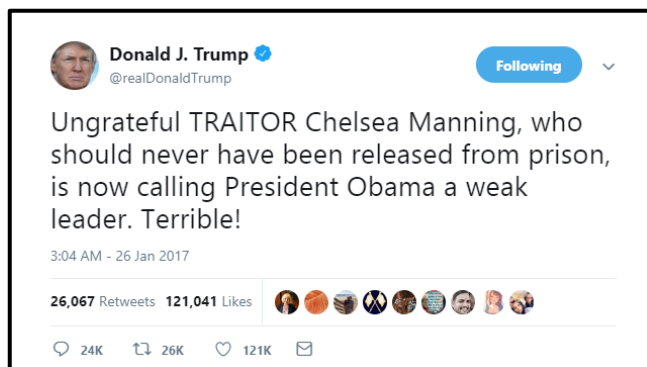 Donald J. Trump
Following
@realDonaldTrump
Ungrateful TRAITOR Chelsea Manning, who
should never have been released from prison,
is now calling President Obama a weak
leader. Terrible!
3:04 AM - 26 Jan 2017
26,067 Retweets 121,041 Likes
24K 26K 121K